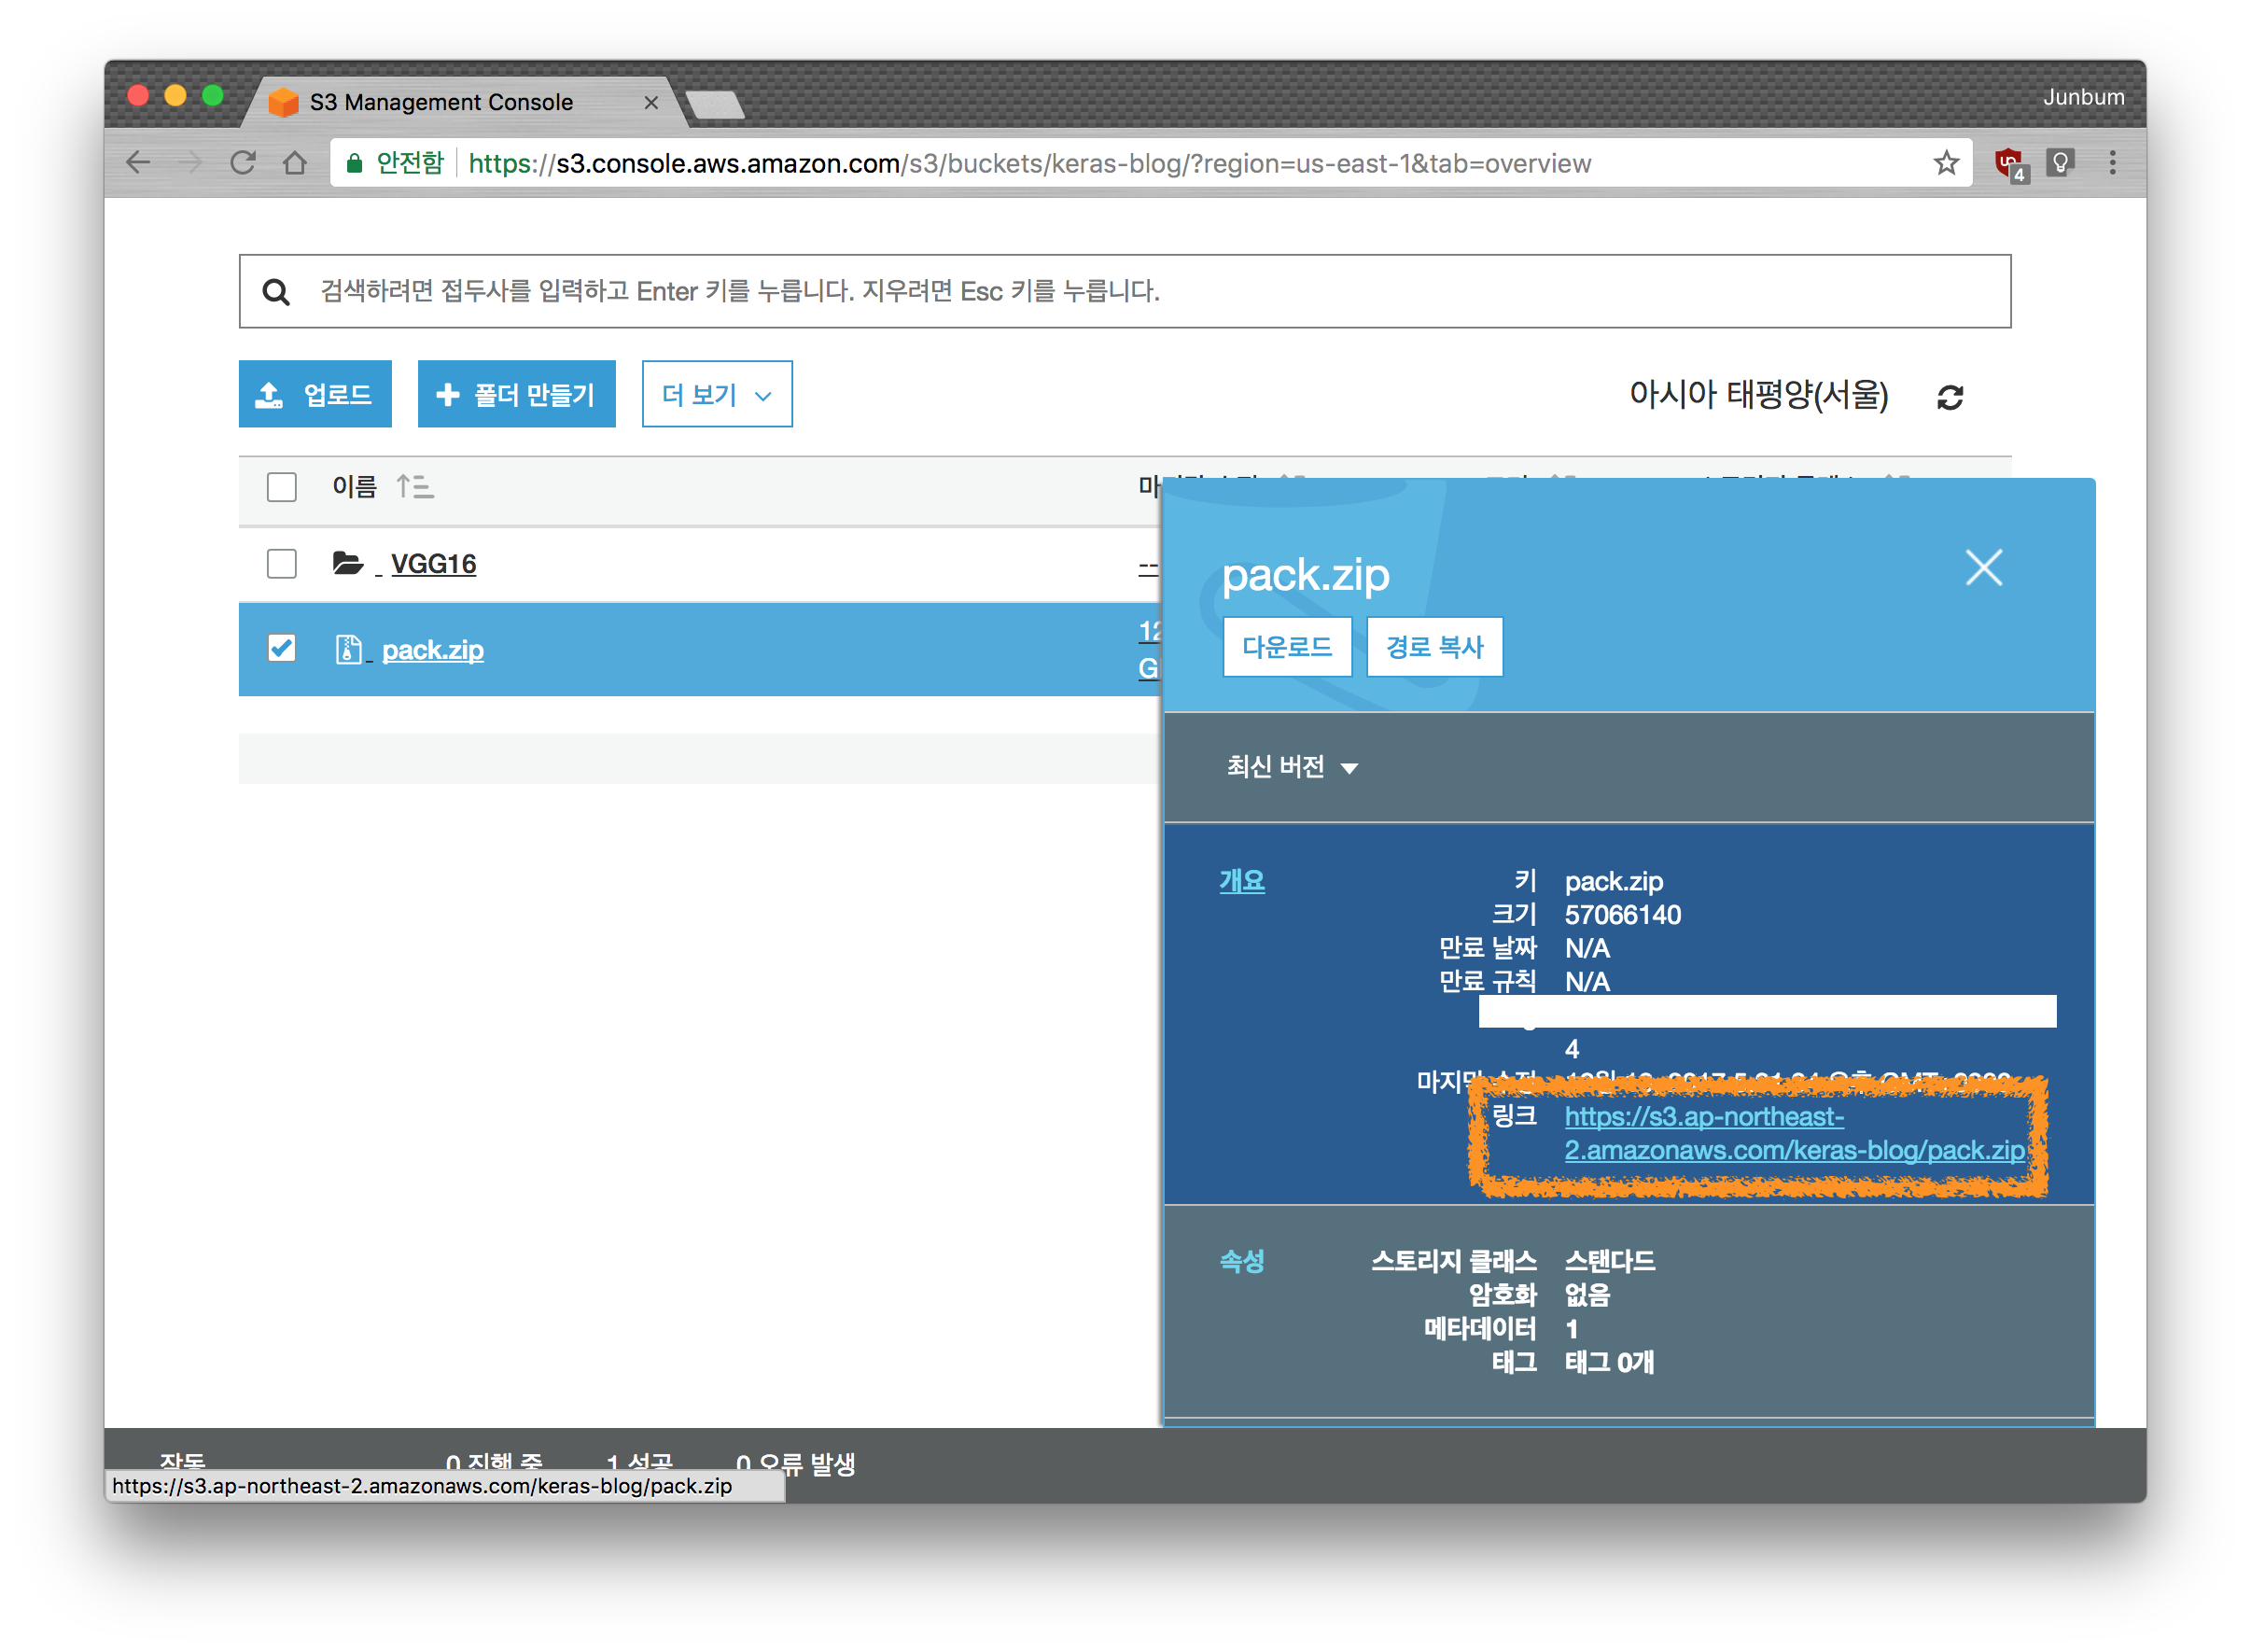 S3 Management Console
Junbum
안전함 https://s3.console.aws.amazon.com/s3/buckets/keras-blog/?region=us-east-1&tab=overview
4
검색하려면 접두사를 입력하고 Enter 키를 누릅니다. 지우려면 Esc 키를 누릅니다.
업로드 폴더 만들기 더 보기 아시아 태평양(서울)
이름
VGG16 --
pack.zip
pack.zip
다운로드 경로 복사
최신 버전
개요 키 pack.zip
크기 57066140
만료 날짜 N/A
만료 규칙 N/A
4
마지막 수정
링크 https://s3.ap-northeast-
2.amazonaws.com/keras-blog/pack.zip
속성 스토리지 클래스 스탠다드
암호화 없음
메타데이터 1
태그 태그 0개
작동 0 진행 중 1 성공 0 오류 발생
https://s3.ap-northeast-2.amazonaws.com/keras-blog/pack.zip